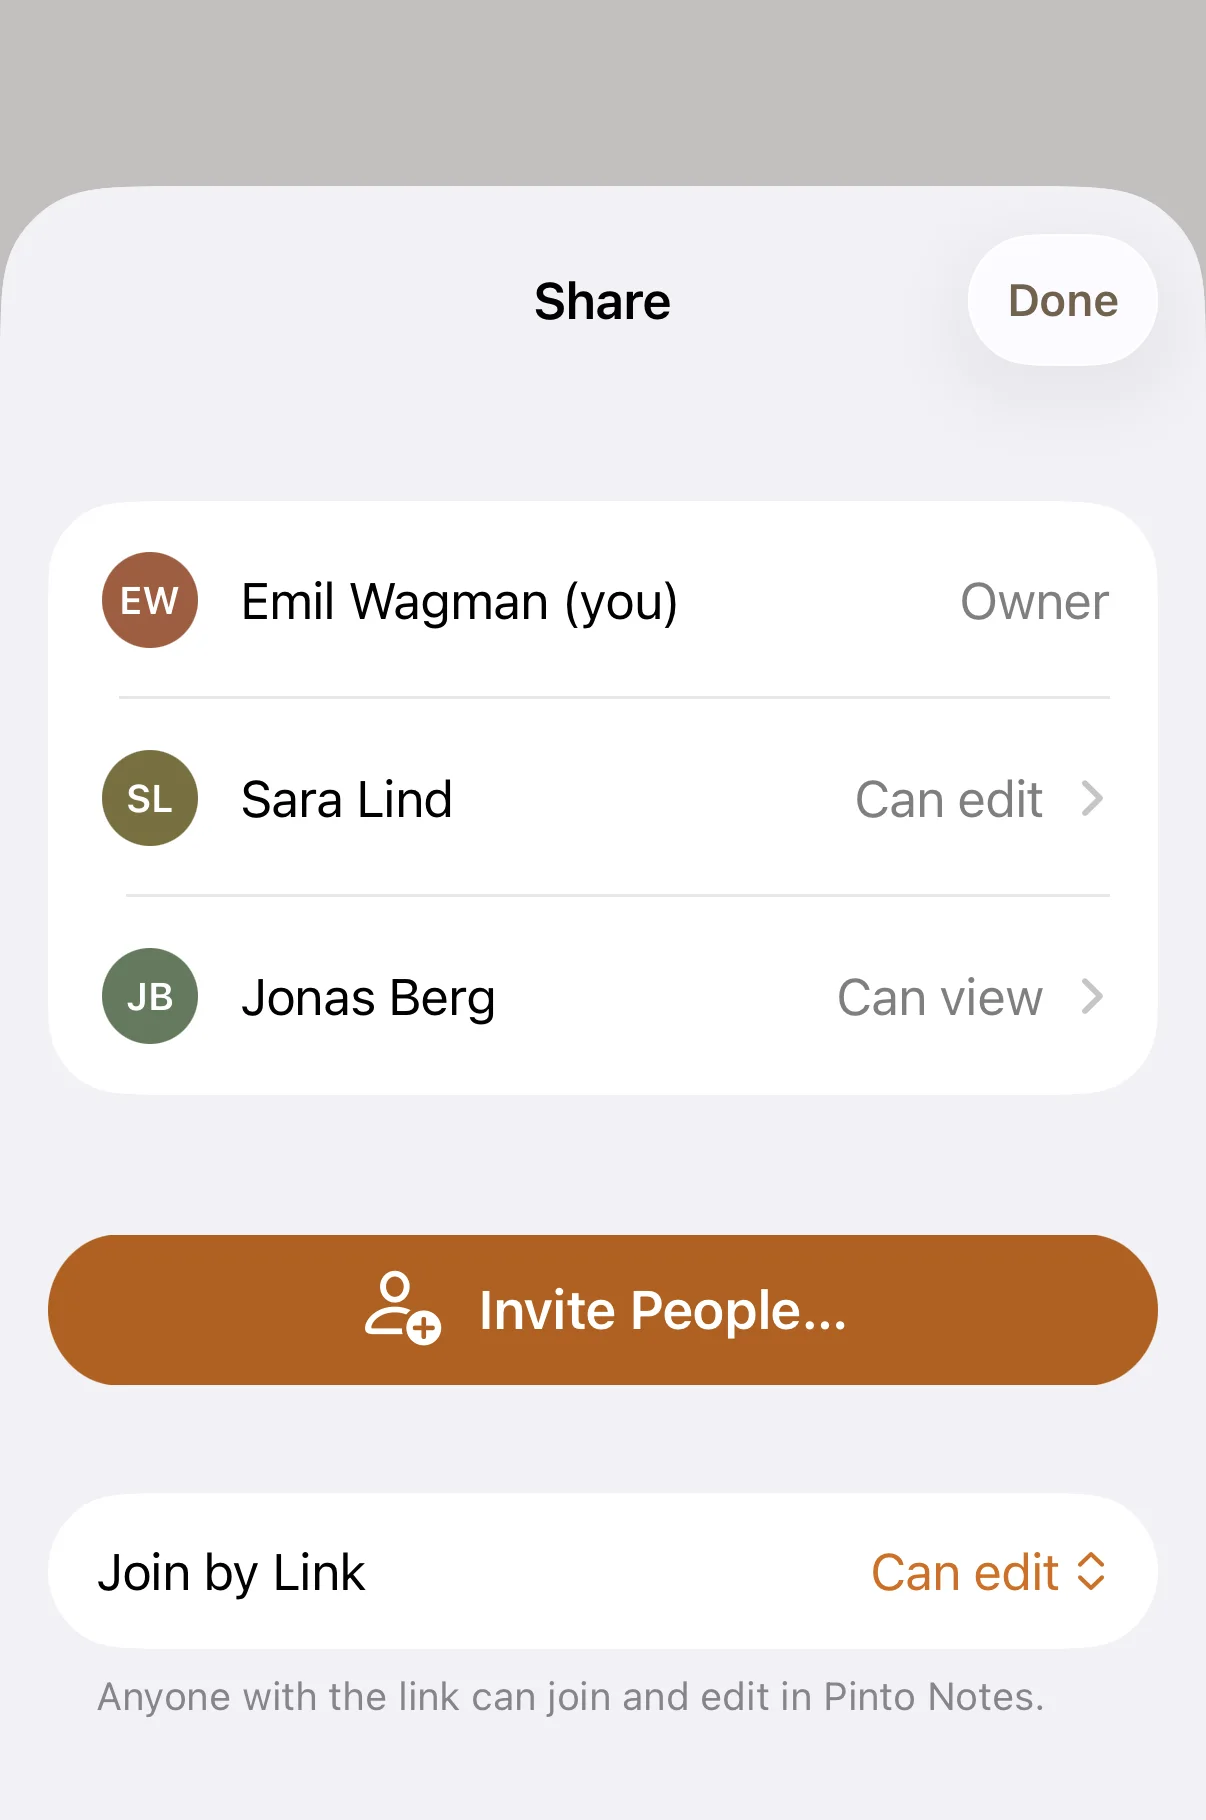 Share
Done
EW Emil Wagman (you) Owner
SL Sara Lind Can edit
JB Jonas Berg Can view
Invite People...
Join by Link Can edit
Anyone with the link can join and edit in Pinto Notes.